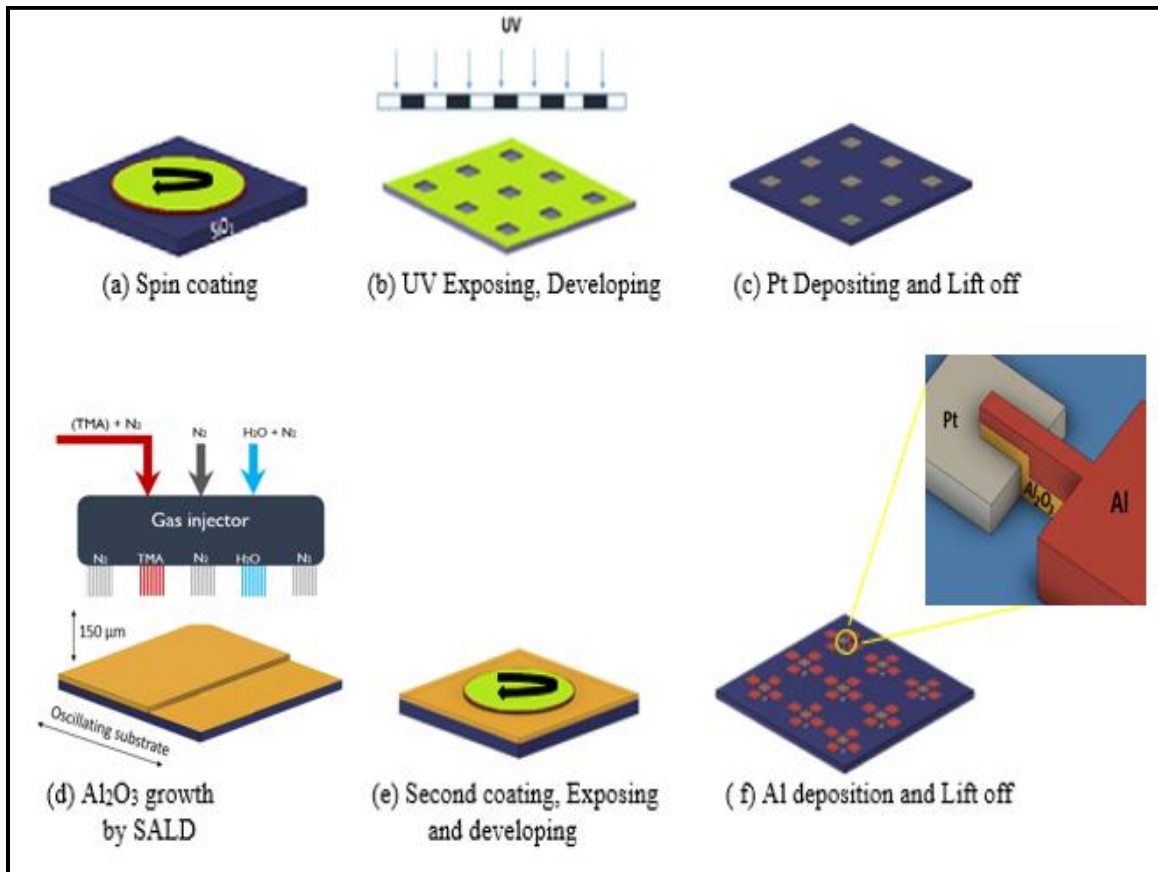 UV
SiO₂
(a) Spin coating
(b) UV Exposing, Developing
(c) Pt Depositing and Lift off
(TMA) + N₂
N₂
H₂O + N₂
Gas injector
N₂ TMA N₂ H₂O N₂
150 µm
Oscillating substrate
(d) Al₂O₃ growth
by SALD
(e) Second coating, Exposing
and developing
Pt
Al₂O₃
Al
( f) Al deposition and Lift off